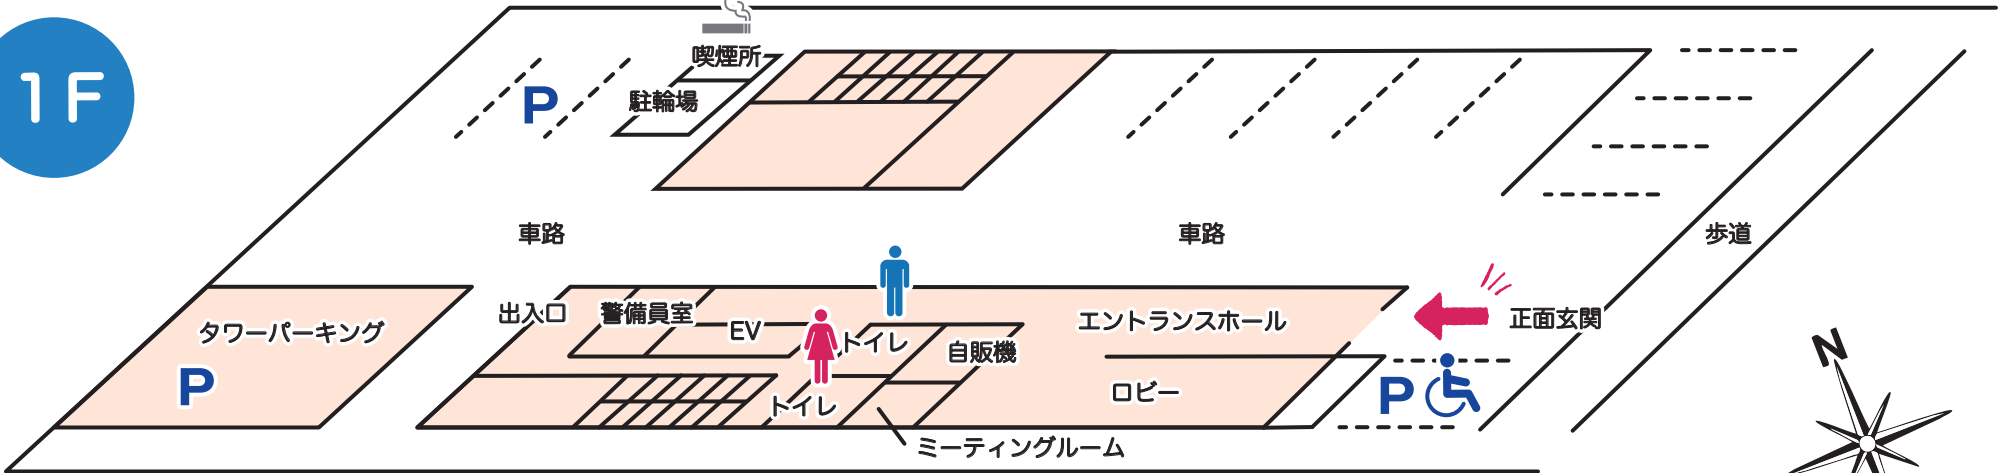 1F
喫煙所
P
駐輪場
車路
車路
歩道
出入口
警備員室
EV
トイレ
自販機
エントランスホール
正面玄関
タワーパーキング
P
トイレ
ロビー
P
ミーティングルーム
N